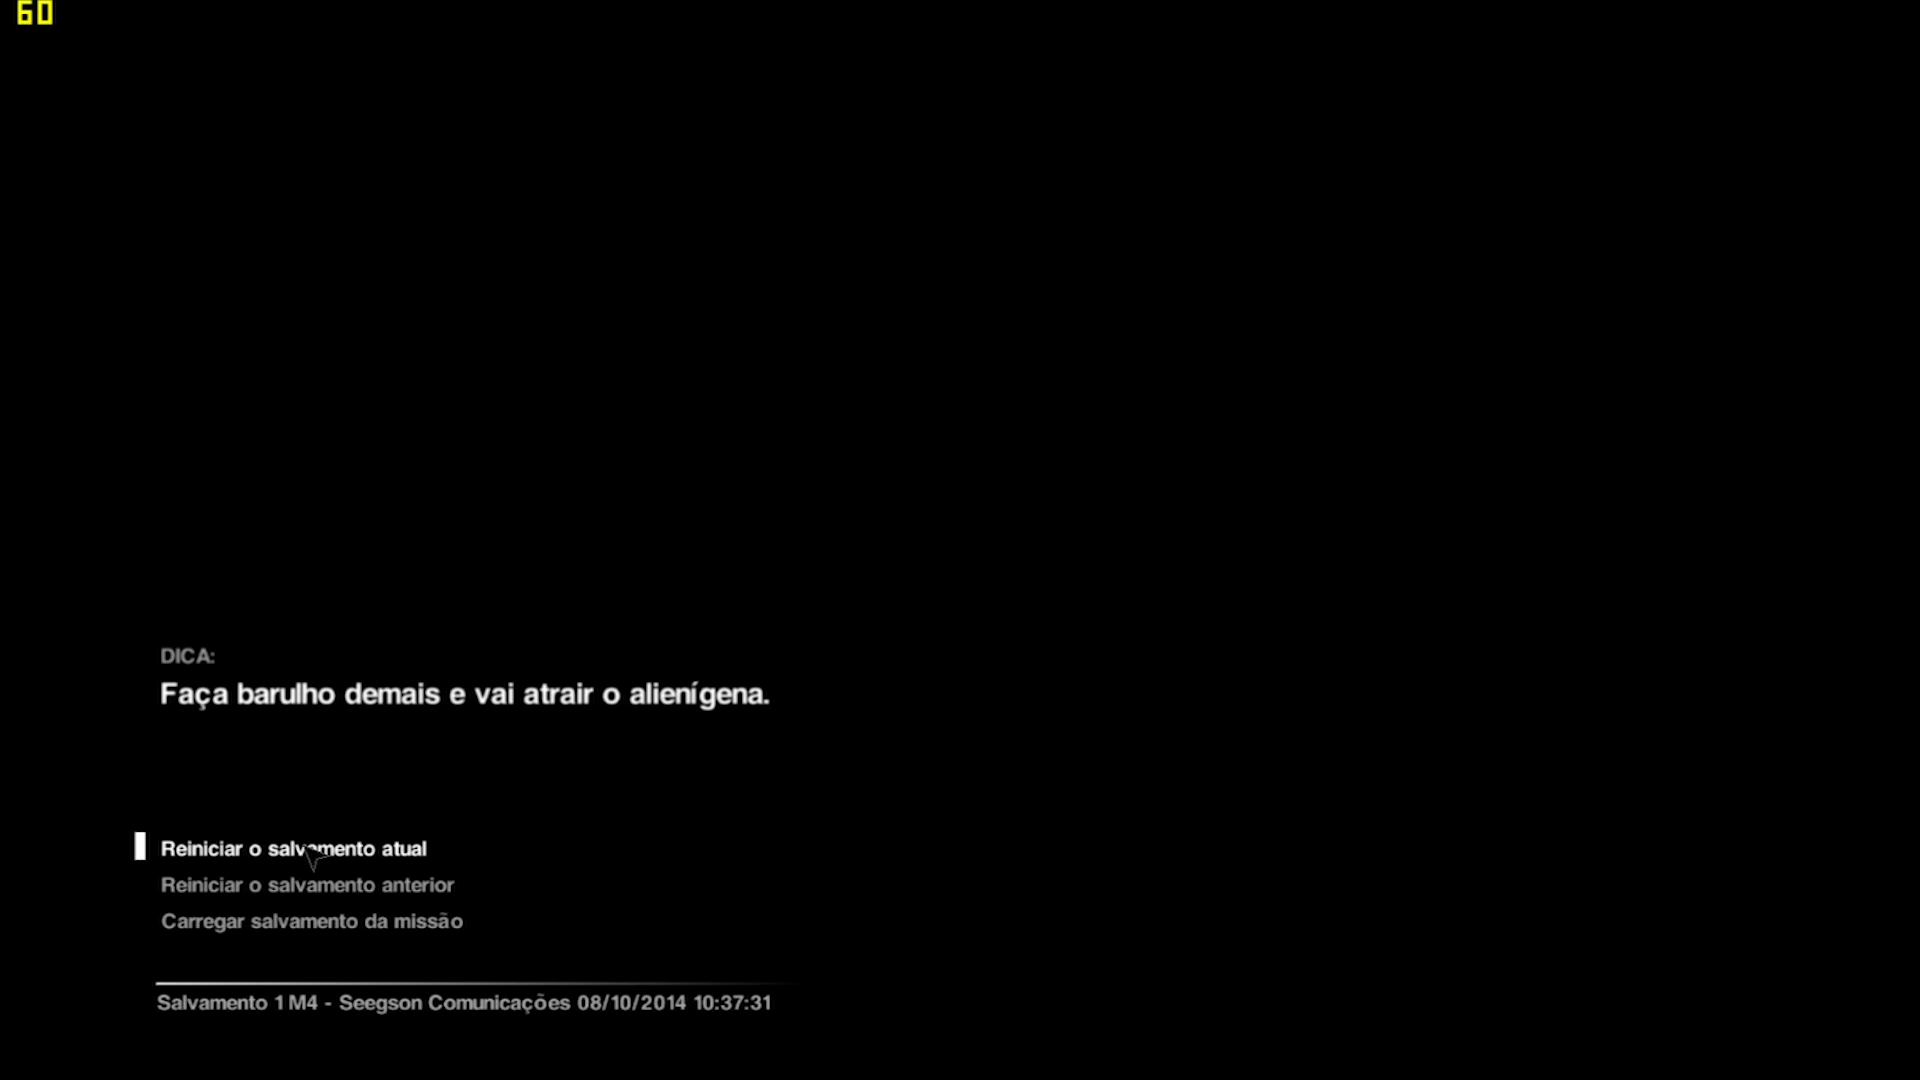 60
DICA:
Faça barulho demais e vai atrair o alienígena.
Reiniciar o salvamento atual
Reiniciar o salvamento anterior
Carregar salvamento da missão
Salvamento 1 M4 - Seegson Comunicações 08/10/2014 10:37:31